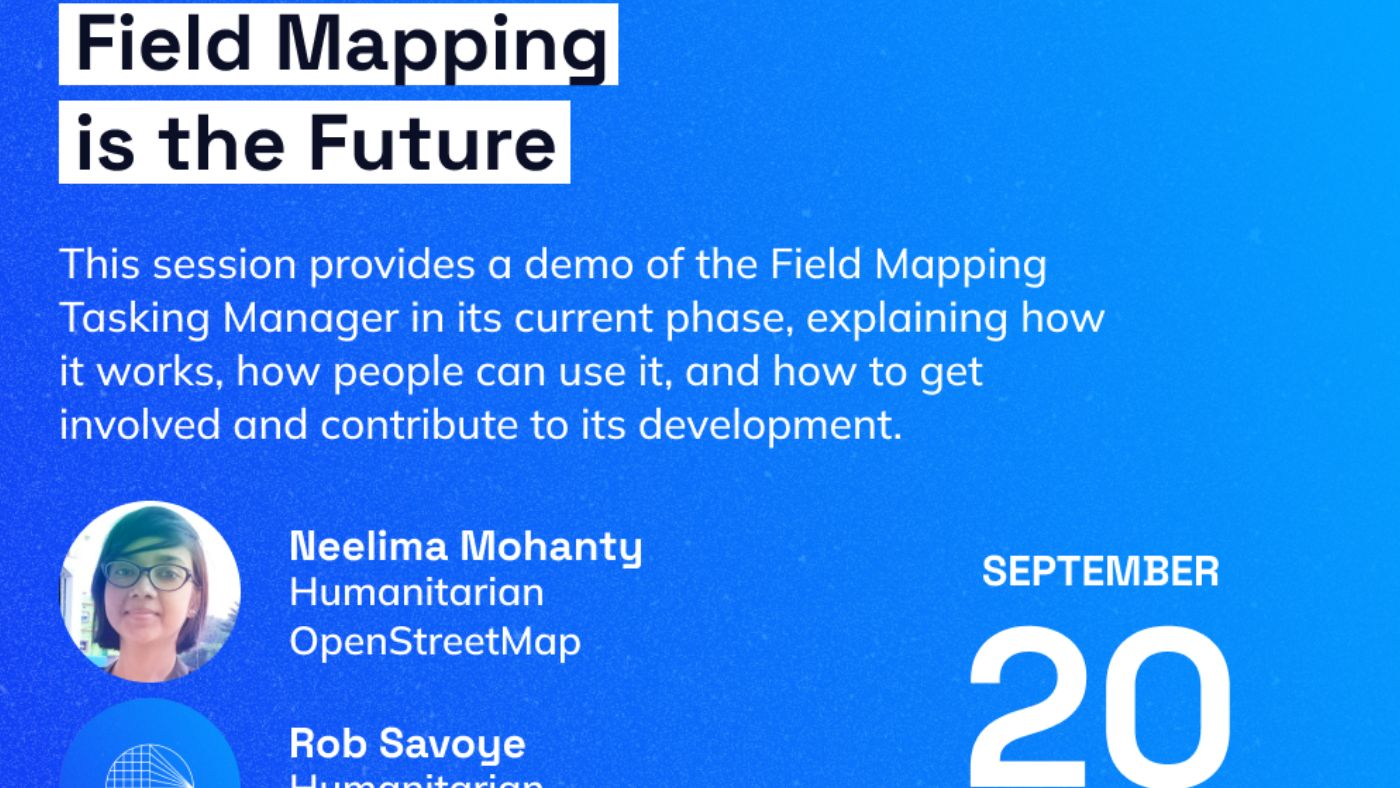 Field Mapping
is the Future
This session provides a demo of the Field Mapping
Tasking Manager in its current phase, explaining how
it works, how people can use it, and how to get
involved and contribute to its development.
Neelima Mohanty
Humanitarian
OpenStreetMap
Rob Savoye
Humanitarian
SEPTEMBER
20